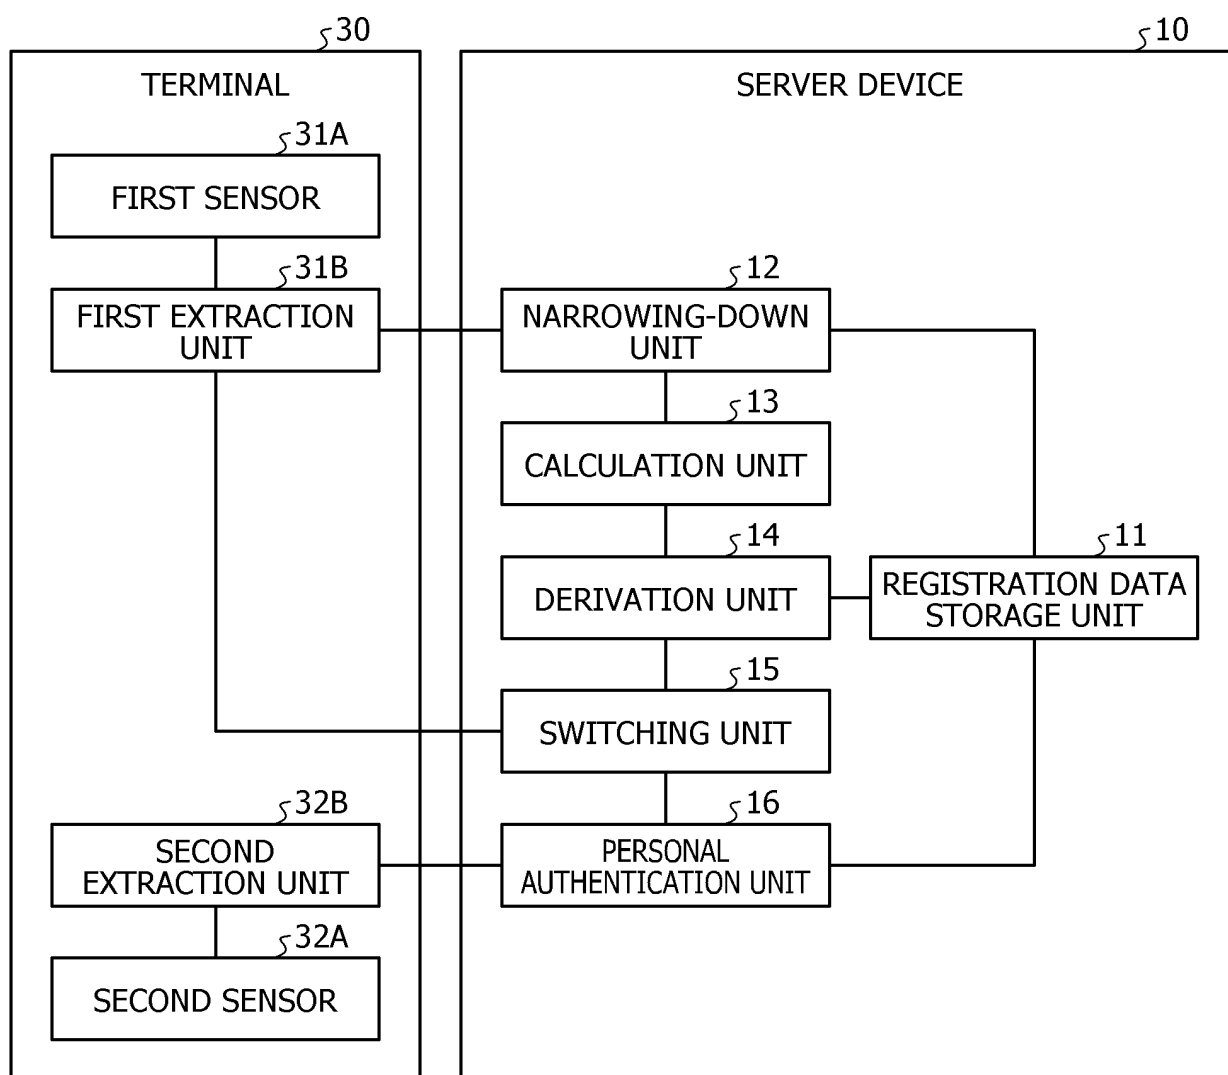 30
TERMINAL
31A
FIRST SENSOR
31B
FIRST EXTRACTION
UNIT
32B
SECOND
EXTRACTION UNIT
32A
SECOND SENSOR
10
SERVER DEVICE
12
NARROWING-DOWN
UNIT
13
CALCULATION UNIT
14
DERIVATION UNIT
11
REGISTRATION DATA
STORAGE UNIT
15
SWITCHING UNIT
16
PERSONAL
AUTHENTICATION UNIT